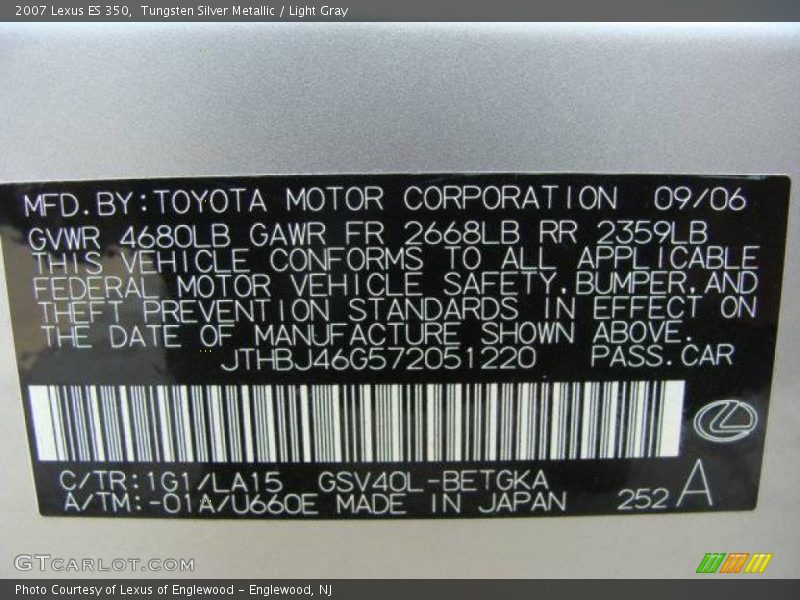 2007 Lexus ES 350,  Tungsten Silver Metallic / Light Gray
MFD.BY:TOYOTA MOTOR CORPORATION 09/06
GVWR 4680LB GAWR FR 2668LB RR 2359LB
THIS VEHICLE CONFORMS TO ALL APPLICABLE
FEDERAL MOTOR VEHICLE SAFETY,BUMPER,AND
THEFT PREVENTION STANDARDS IN EFFECT ON
THE DATE OF MANUFACTURE SHOWN ABOVE.
JTHBJ46G572051220 PASS.CAR
C/TR:1G1/LA15 GSV40L-BETGKA
A/TM:-01A/U660E MADE IN JAPAN 252 A
GTCARLOT.COM
Photo Courtesy of Lexus of Englewood - Englewood, NJ